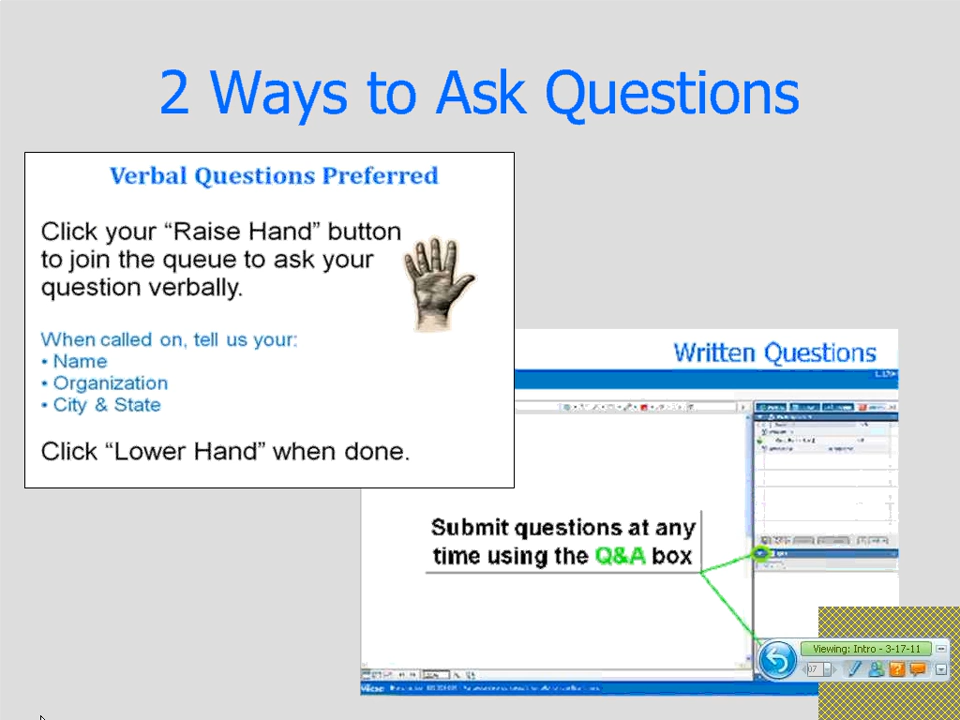 2 Ways to Ask Questions
Verbal Questions Preferred
Click your “Raise Hand” button
to join the queue to ask your
question verbally.
When called on, tell us your:
• Name
• Organization
• City & State
Click “Lower Hand” when done.
Written Questions
Submit questions at any
time using the Q&A box
Viewing: Intro - 3-17-11
07